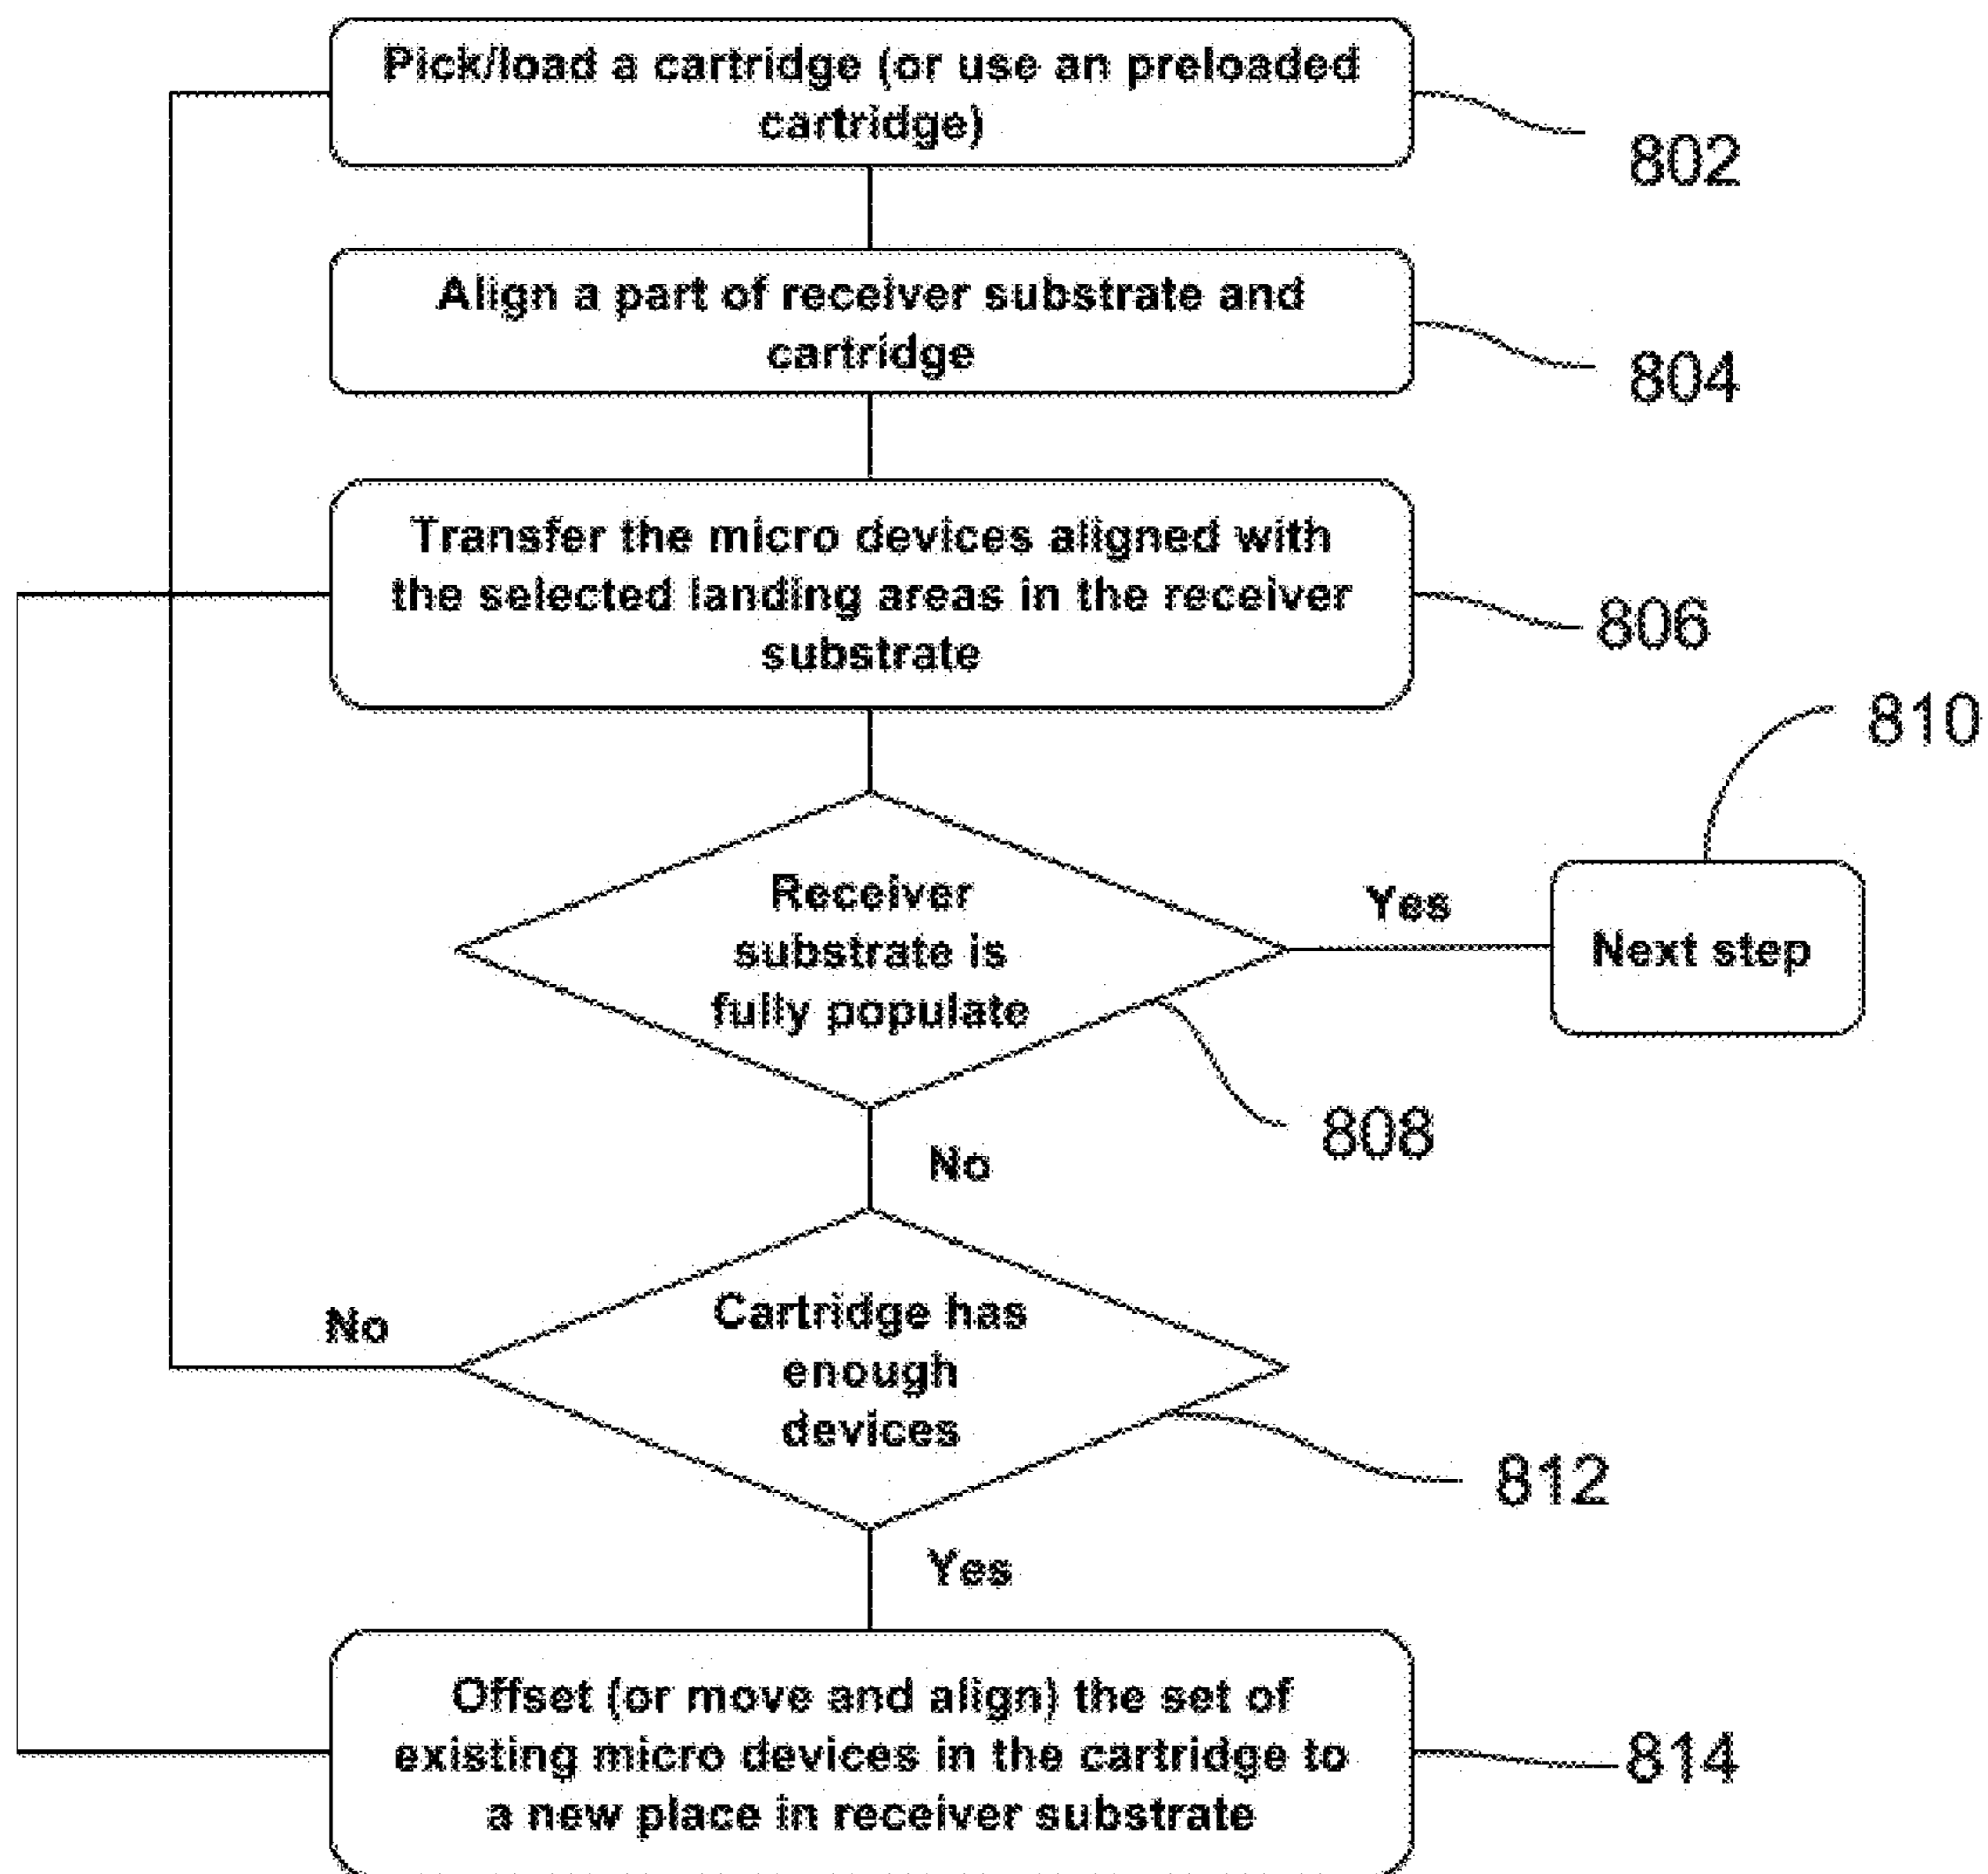 Pick/load a cartridge (or use an preloaded
cartridge)
802
Align a part of receiver substrate and
cartridge
804
Transfer the micro devices aligned with
the selected landing areas in the receiver
substrate
806
810
Receiver
substrate is
fully populate
Yes
Next step
808
No
Cartridge has
enough
devices
No
812
Yes
Offset (or move and align) the set of
existing micro devices in the cartridge to
a new place in receiver substrate
814